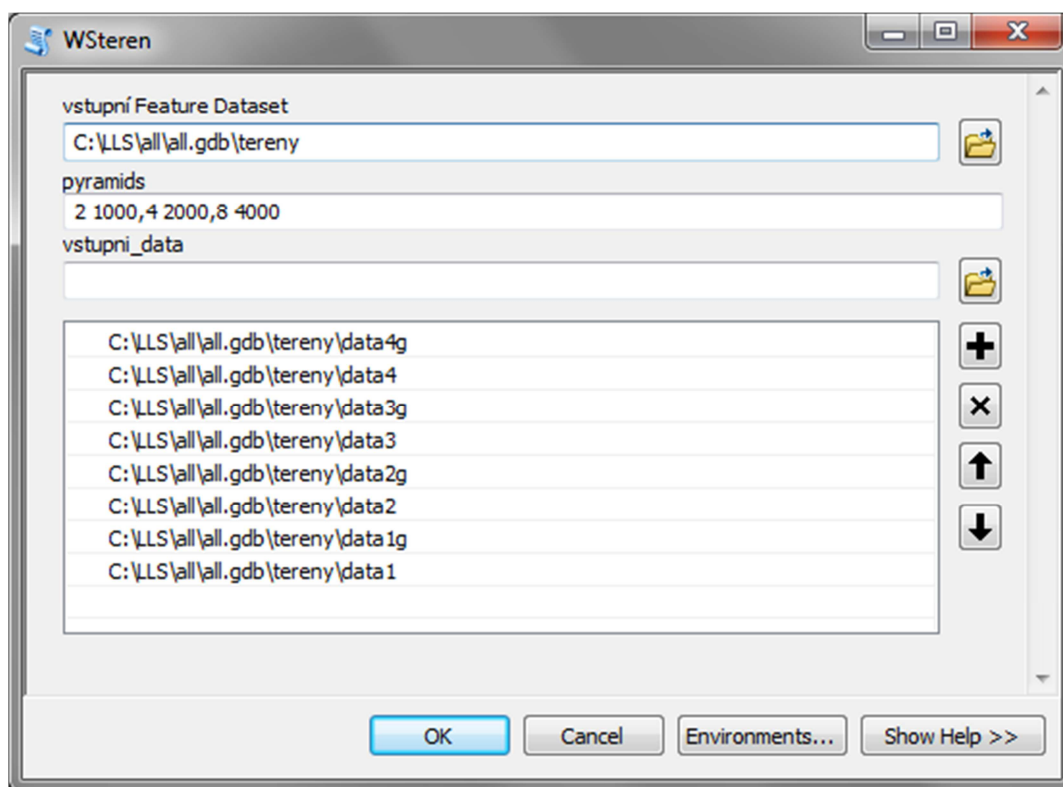 WSteren
vstupní Feature Dataset
C:\LLS\all\all.gdb\tereny
pyramids
2 1000,4 2000,8 4000
vstupni_data
C:\LLS\all\all.gdb\tereny\data4g
C:\LLS\all\all.gdb\tereny\data4
C:\LLS\all\all.gdb\tereny\data3g
C:\LLS\all\all.gdb\tereny\data3
C:\LLS\all\all.gdb\tereny\data2g
C:\LLS\all\all.gdb\tereny\data2
C:\LLS\all\all.gdb\tereny\data1g
C:\LLS\all\all.gdb\tereny\data1
OK Cancel Environments... Show Help >>